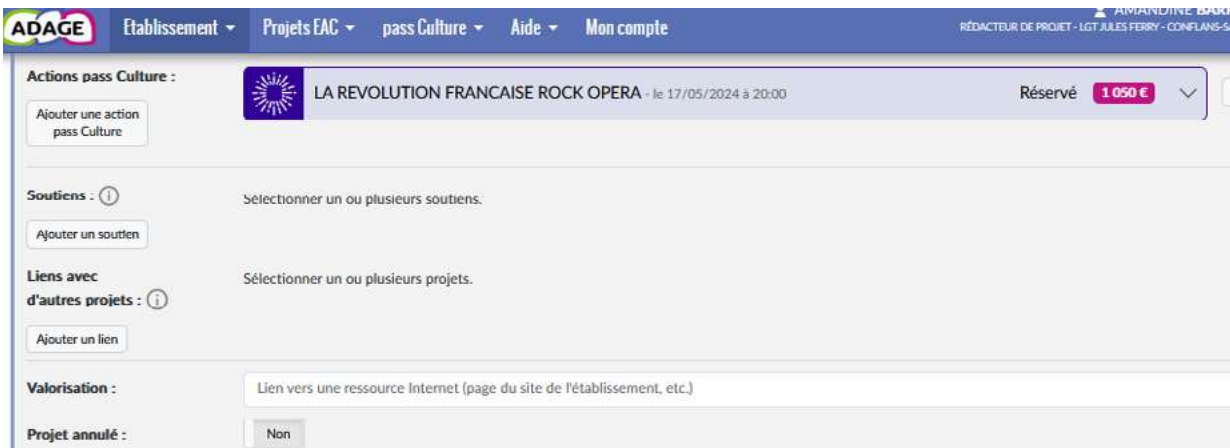 ADAGE Etablissement Projets EAC pass Culture Aide Mon compte
AMANDINE
RÉDACTEUR DE PROJET - LGT JULES FERRY -
Actions pass Culture :
LA REVOLUTION FRANCAISE ROCK OPERA - le 17/05/2024 à 20:00 Réservé 1 050 €
Ajouter une action
pass Culture
Soutiens : Sélectionner un ou plusieurs soutiens.
Ajouter un soutien
Liens avec
d'autres projets : Sélectionner un ou plusieurs projets.
Ajouter un lien
Valorisation : Lien vers une ressource Internet (page du site de l'établissement, etc.)
Projet annulé : Non